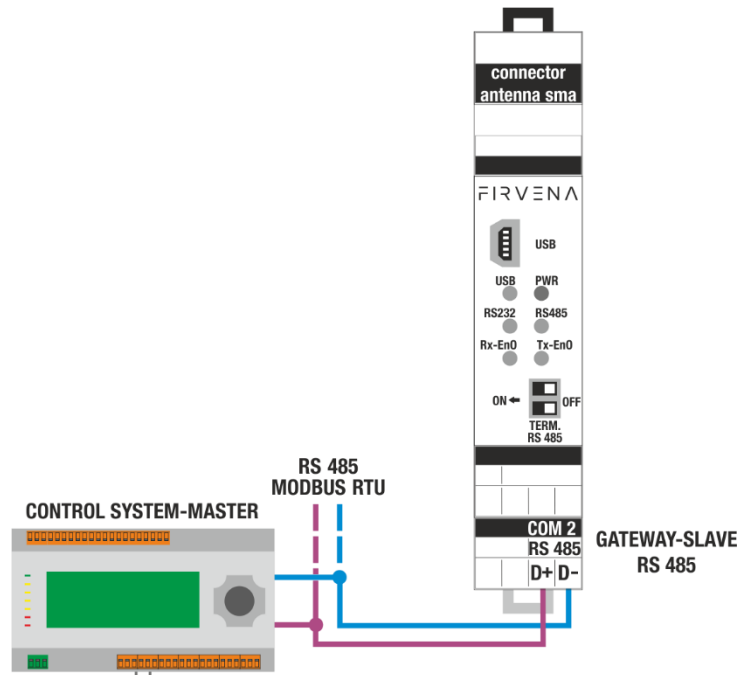 connector
antenna sma
FIRVENA
USB
USB PWR
RS232 RS485
Rx-En0 Tx-En0
ON OFF
TERM.
RS 485
RS 485
MODBUS RTU
CONTROL SYSTEM-MASTER
COM 2
RS 485
D+ D-
GATEWAY-SLAVE
RS 485